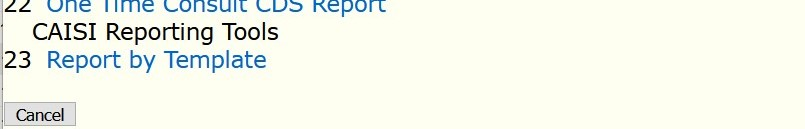 22 One Time Consult CDS Report
CAISI Reporting Tools
23 Report by Template
Cancel